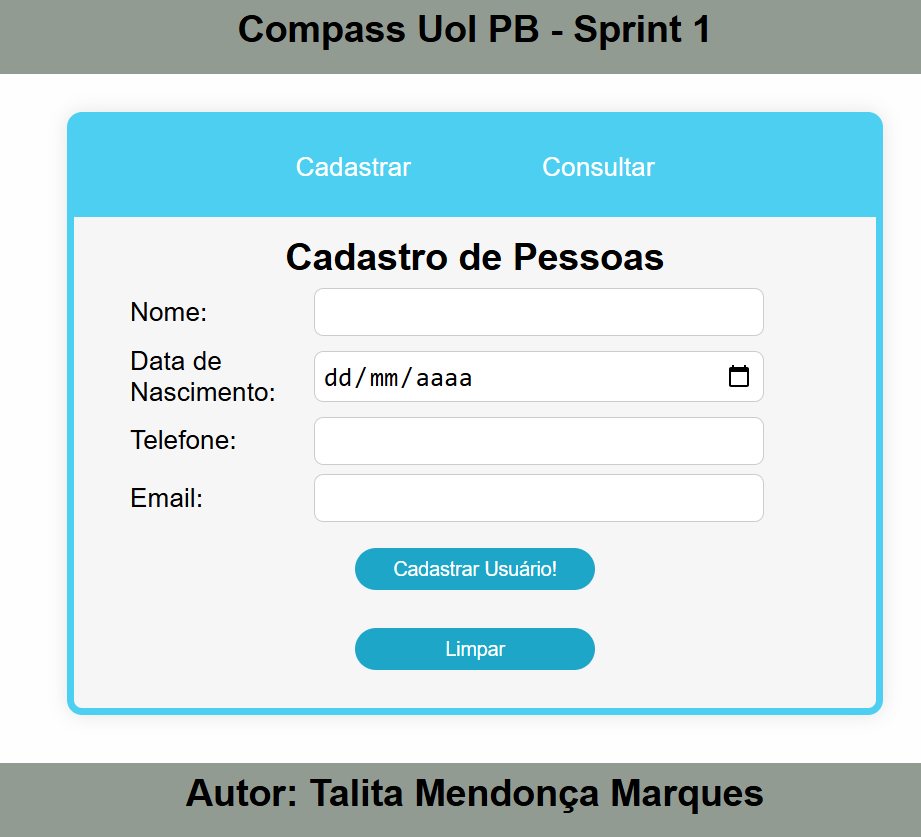 Compass Uol PB - Sprint 1
Cadastrar
Consultar
Cadastro de Pessoas
Nome:
Data de
Nascimento:
dd/mm/aaaa
Telefone:
Email:
Cadastrar Usuário!
Limpar
Autor: Talita Mendonça Marques